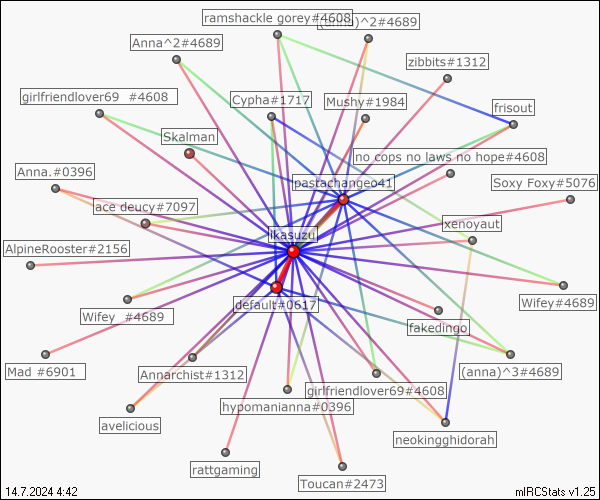 ramshackle gorey#4608
(anna)^2#4689
Anna^2#4689
zibbits#1312
girlfriendlover69   #4608
Cypha#1717
Mushy#1984
frisout
Skalman
no cops no laws no hope#4608
Anna.#0396
pastachangeo41
Soxy Foxy#5076
ace deucy#7097
xenoyaut
ikasuzu
AlpineRooster#2156
default#0617
Wifey#4689
Wifey  #4689
fakedingo
Mad #6901
Annarchist#1312
(anna)^3#4689
girlfriendlover69#4608
hypomanianna#0396
avelicious
neokingghidorah
rattgaming
Toucan#2473
14.7.2024 4:42
mIRCStats v1.25